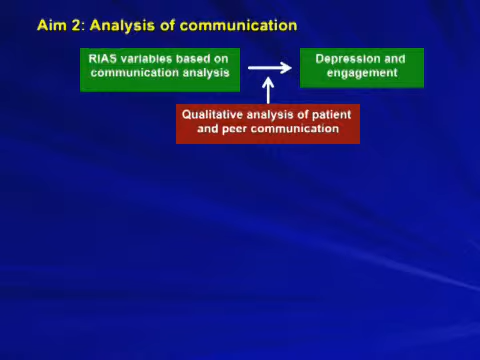 Aim 2: Analysis of communication
RIAS variables based on
communication analysis
Depression and
engagement
Qualitative analysis of patient
and peer communication